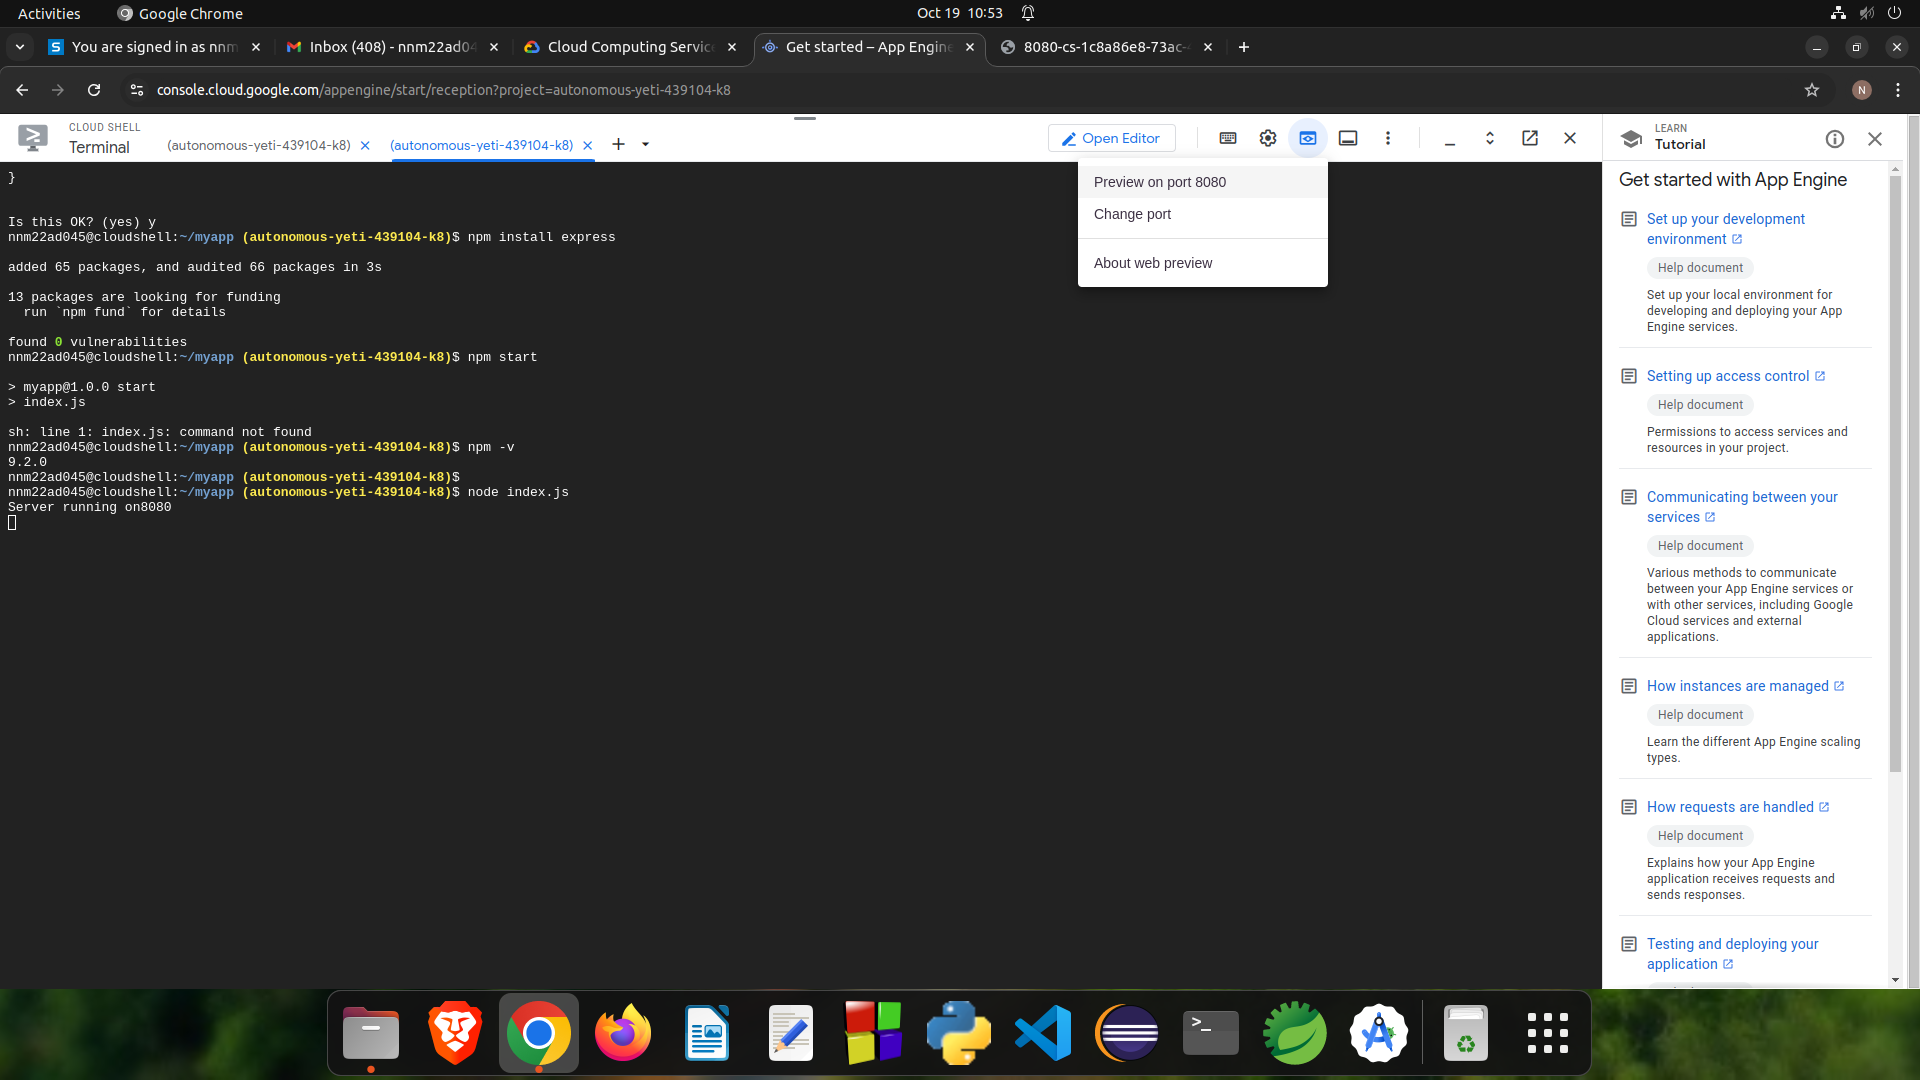 Activities
Google Chrome
Oct 19 10:53
You are signed in as nnm
Inbox (408) - nnm22ad04
Cloud Computing Service
Get started – App Engine
8080-cs-1c8a86e8-73ac-
console.cloud.google.com/appengine/start/reception?project=autonomous-yeti-439104-k8
N
CLOUD SHELL
Terminal
(autonomous-yeti-439104-k8)
(autonomous-yeti-439104-k8)
Open Editor
Preview on port 8080
Change port
About web preview
}
Is this OK? (yes) y
nnm22ad045@cloudshell:~/myapp (autonomous-yeti-439104-k8)$ npm install express
added 65 packages, and audited 66 packages in 3s
13 packages are looking for funding
run `npm fund` for details
found 0 vulnerabilities
nnm22ad045@cloudshell:~/myapp (autonomous-yeti-439104-k8)$ npm start
> myapp@1.0.0 start
> index.js
sh: line 1: index.js: command not found
nnm22ad045@cloudshell:~/myapp (autonomous-yeti-439104-k8)$ npm -v
9.2.0
nnm22ad045@cloudshell:~/myapp (autonomous-yeti-439104-k8)$
nnm22ad045@cloudshell:~/myapp (autonomous-yeti-439104-k8)$ node index.js
Server running on8080
LEARN
Tutorial
Get started with App Engine
Set up your development
environment
Help document
Set up your local environment for
developing and deploying your App
Engine services.
Setting up access control
Help document
Permissions to access services and
resources in your project.
Communicating between your
services
Help document
Various methods to communicate
between your App Engine services or
with other services, including Google
Cloud services and external
applications.
How instances are managed
Help document
Learn the different App Engine scaling
types.
How requests are handled
Help document
Explains how your App Engine
application receives requests and
sends responses.
Testing and deploying your
application